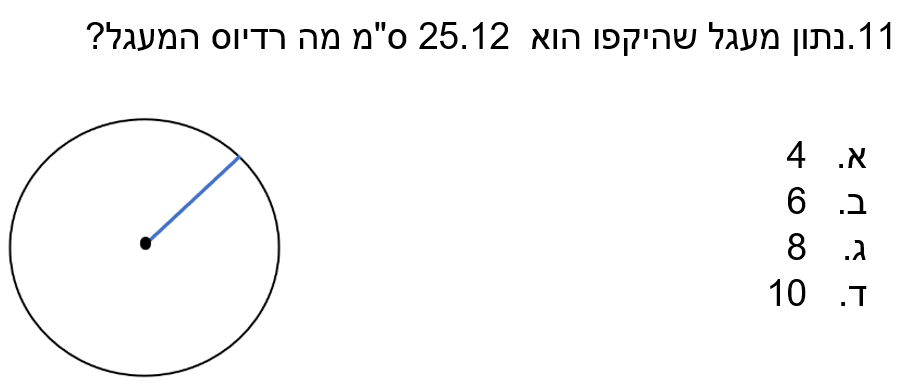 11.נתון מעגל שהיקפו הוא 25.12 ס"מ מה רדיוס המעגל?
א. 4
ב. 6
ג. 8
ד. 10